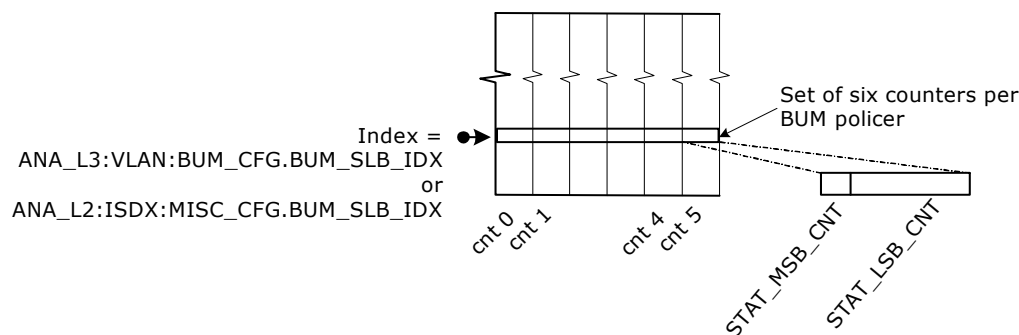 Set of six counters per
BUM policer
Index =
ANA_L3:VLAN:BUM_CFG.BUM_SLB_IDX
or
ANA_L2:ISDX:MISC_CFG.BUM_SLB_IDX
cnt 0
cnt 1
cnt 4
cnt 5
STAT_MSB_CNT
STAT_LSB_CNT